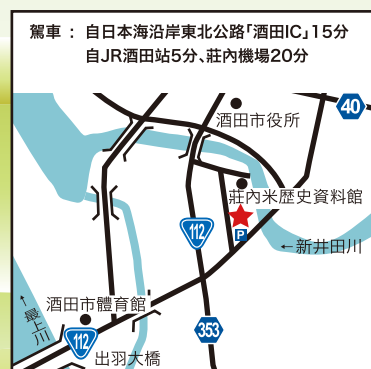 駕車 ： 自日本海沿岸東北公路「酒田IC」15分
自JR酒田站5分、莊內機場20分
40
酒田市役所
莊內米歷史資料館
P
112
←新井田川
酒田市體育館
353
↑最上川
112
出羽大橋